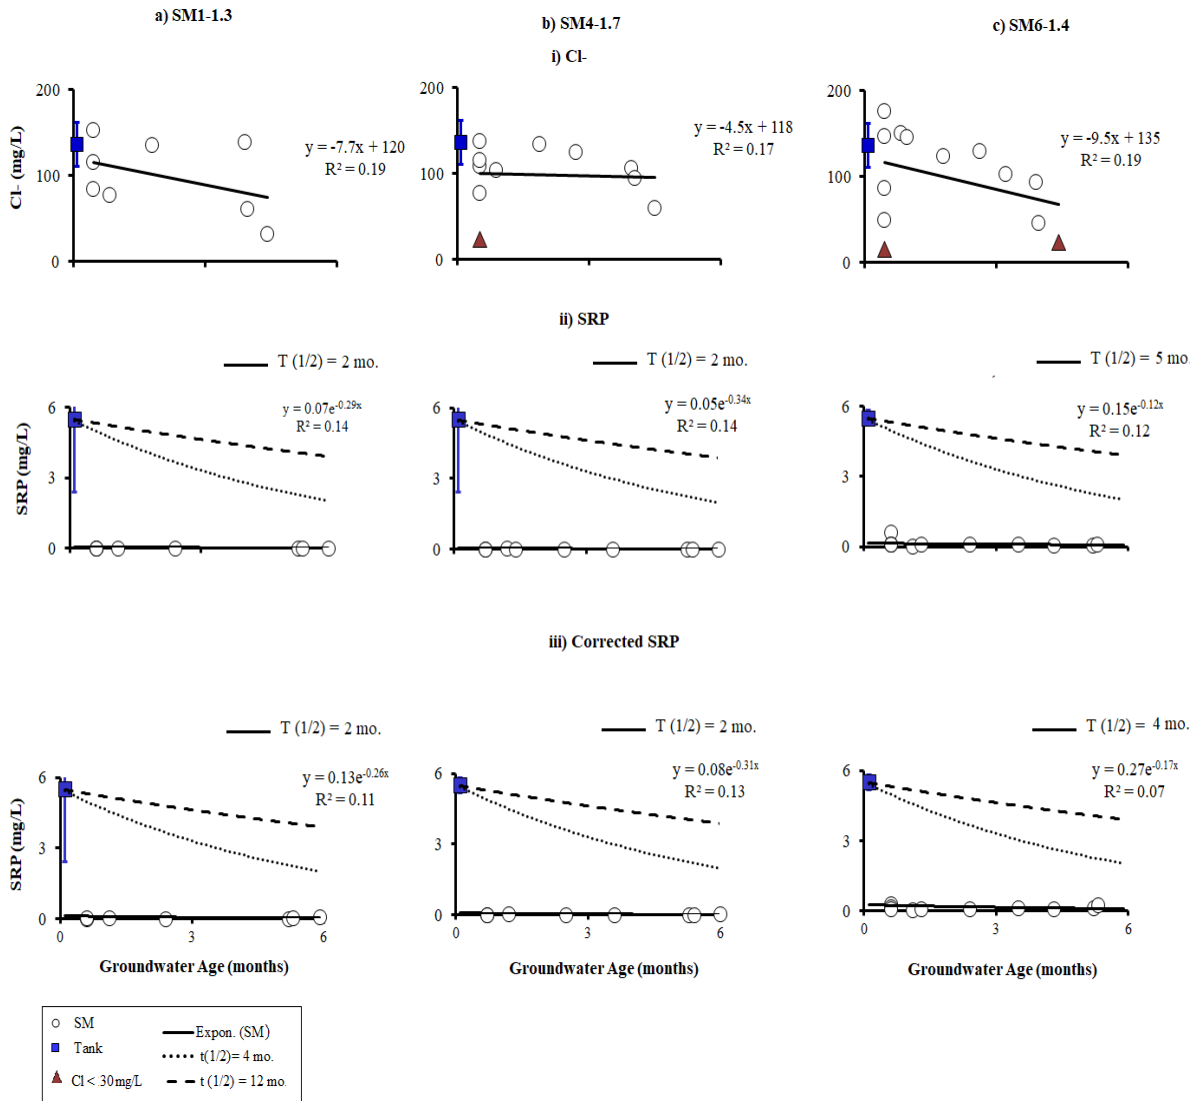 a) SM1-1.3
b) SM4-1.7
c) SM6-1.4
i) Cl-
Cl- (mg/L)
200
100
0
y = -7.7x + 120
R² = 0.19
200
100
0
y = -4.5x + 118
R² = 0.17
200
150
100
50
0
y = -9.5x + 135
R² = 0.19
ii) SRP
T (1/2) = 2 mo.
T (1/2) = 2 mo.
T (1/2) = 5 mo.
SRP (mg/L)
6
3
0
y = 0.07e^-0.29x
R² = 0.14
6
3
0
y = 0.05e^-0.34x
R² = 0.14
6
3
0
y = 0.15e^-0.12x
R² = 0.12
iii) Corrected SRP
T (1/2) = 2 mo.
T (1/2) = 2 mo.
T (1/2) = 4 mo.
SRP (mg/L)
6
3
0
y = 0.13e^-0.26x
R² = 0.11
6
3
0
y = 0.08e^-0.31x
R² = 0.13
6
3
0
y = 0.27e^-0.17x
R² = 0.07
0 3 6
0 3 6
0 3 6
Groundwater Age (months)
Groundwater Age (months)
Groundwater Age (months)
SM
Tank
Cl < 30 mg/L
Expon. (SM)
t(1/2)= 4 mo.
t (1/2) = 12 mo.